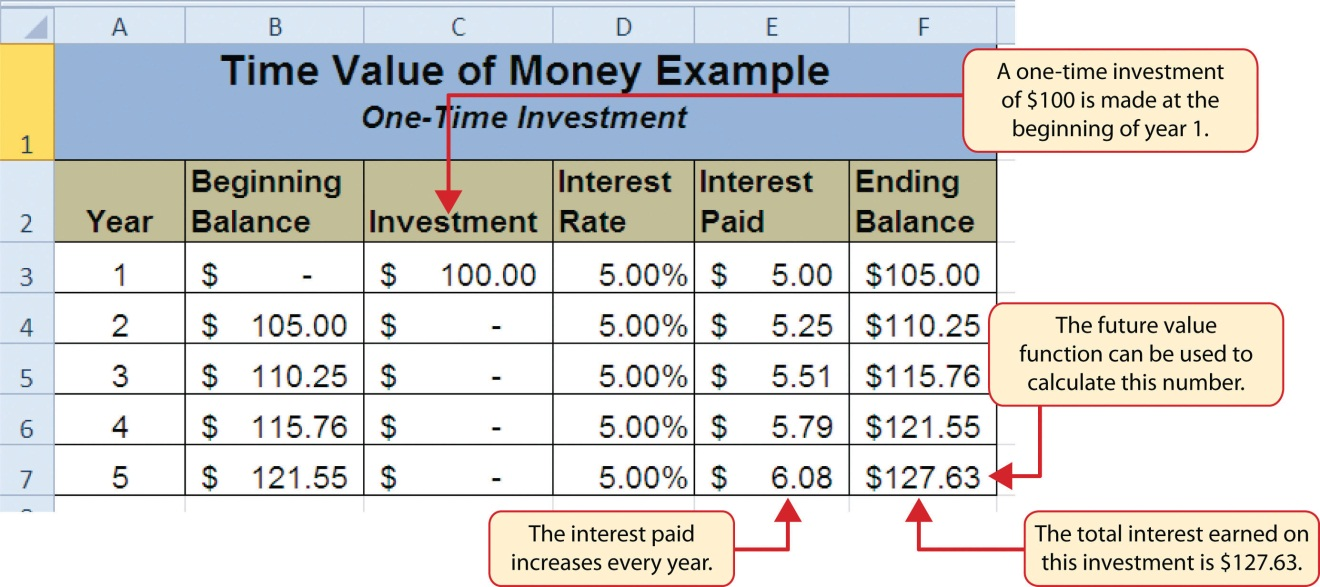 A B C D E F
Time Value of Money Example
One-Time Investment
1
A one-time investment
of $100 is made at the
beginning of year 1.
2 Year Beginning Balance Investment Interest Rate Interest Paid Ending Balance
3 1 $ - $ 100.00 5.00% $ 5.00 $105.00
4 2 $ 105.00 $ - 5.00% $ 5.25 $110.25
5 3 $ 110.25 $ - 5.00% $ 5.51 $115.76
6 4 $ 115.76 $ - 5.00% $ 5.79 $121.55
7 5 $ 121.55 $ - 5.00% $ 6.08 $127.63
The future value
function can be used to
calculate this number.
The interest paid
increases every year.
The total interest earned on
this investment is $127.63.